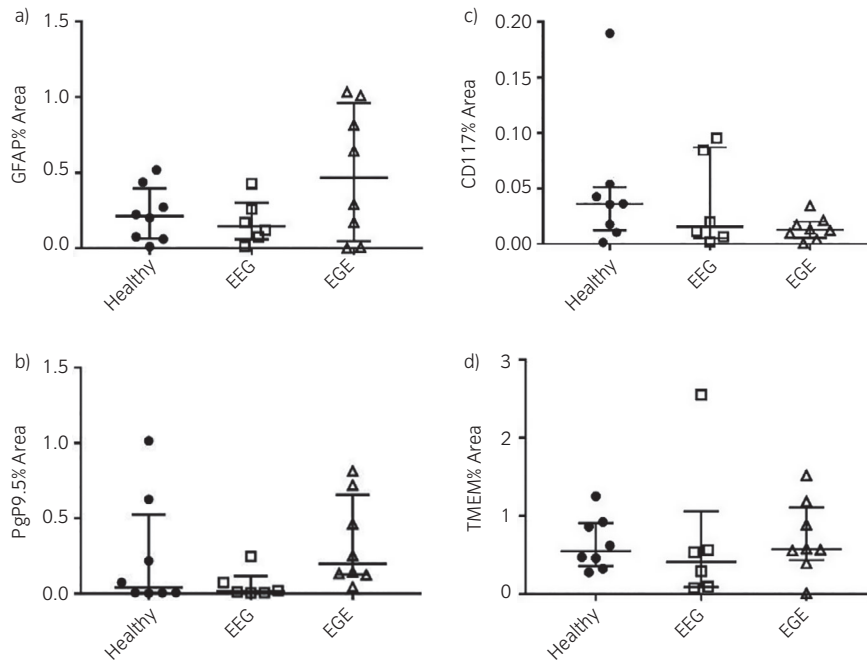 a)
1.5
1.0
0.5
0.0
GFAP% Area
Healthy
EEG
EGE
c)
0.20
0.15
0.10
0.05
0.00
CD117% Area
Healthy
EEG
EGE
b)
1.5
1.0
0.5
0.0
PgP9.5% Area
Healthy
EEG
EGE
d)
3
2
1
0
TMEM% Area
Healthy
EEG
EGE